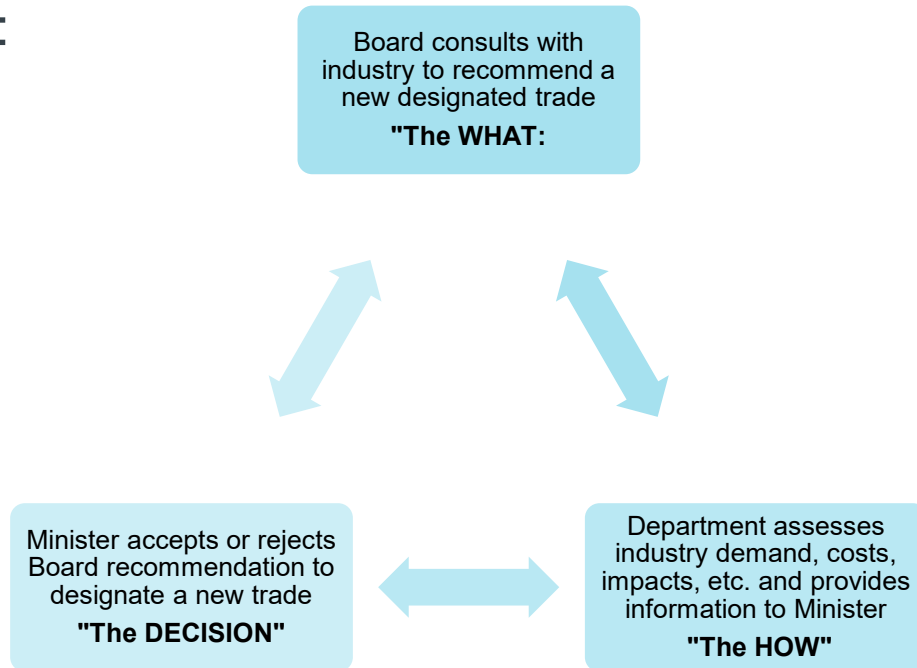 Board consults with
industry to recommend a
new designated trade
"The WHAT:
Minister accepts or rejects
Board recommendation to
designate a new trade
"The DECISION"
Department assesses
industry demand, costs,
impacts, etc. and provides
information to Minister
"The HOW"